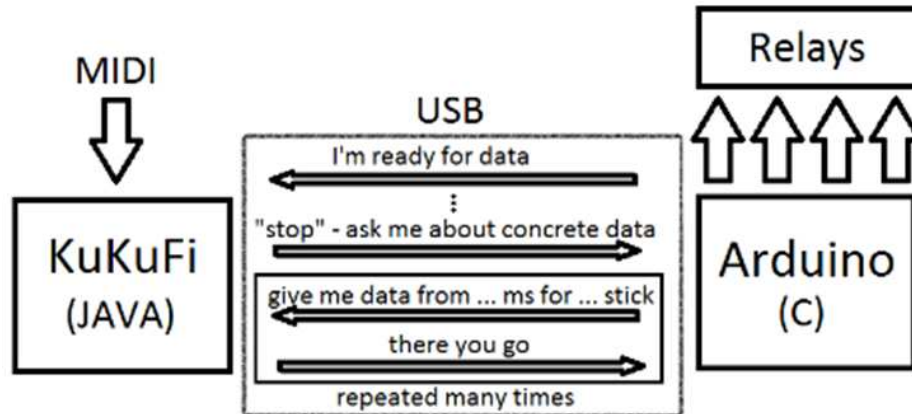 MIDI
KuKuFi
(JAVA)
USB
I'm ready for data
"stop" - ask me about concrete data
give me data from ... ms for ... stick
there you go
repeated many times
Relays
Arduino
(C)